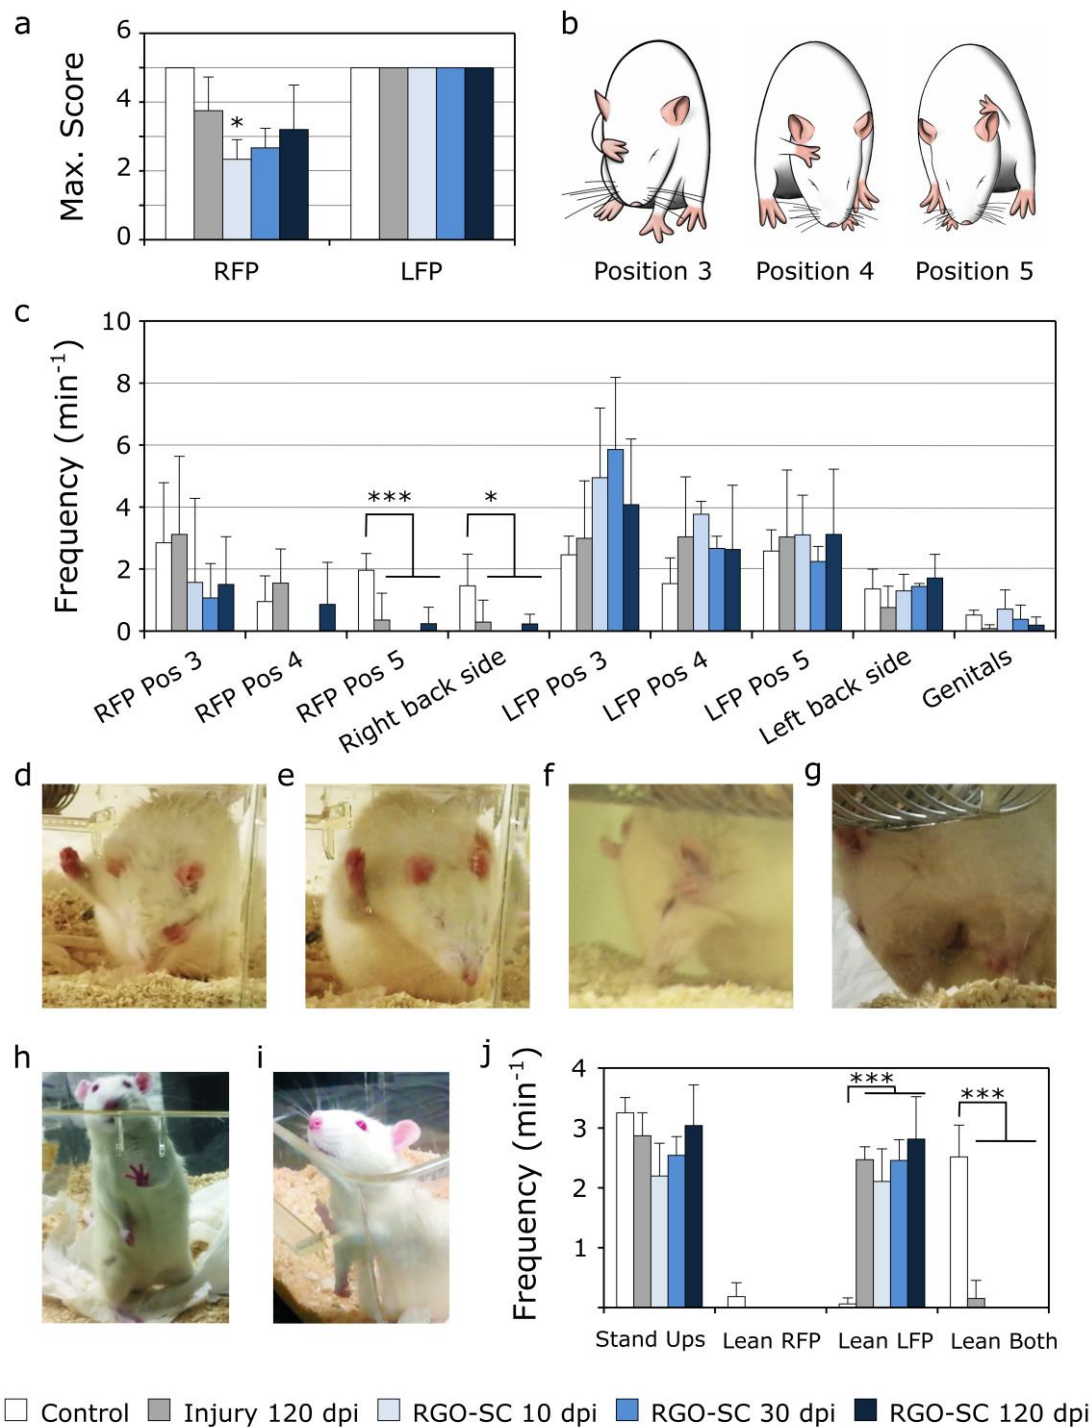 a
6
4
2
0
Max. Score
*
RFP LFP
b
Position 3 Position 4 Position 5
c
10
8
6
4
2
0
Frequency (min-1)
*** *
RFP Pos 3
RFP Pos 4
RFP Pos 5
Right back side
LFP Pos 3
LFP Pos 4
LFP Pos 5
Left back side
Genitals
d e f g
h i j
4
3
2
1
Frequency (min-1)
*** ***
Stand Ups Lean RFP Lean LFP Lean Both
Control Injury 120 dpi RGO-SC 10 dpi RGO-SC 30 dpi RGO-SC 120 dpi